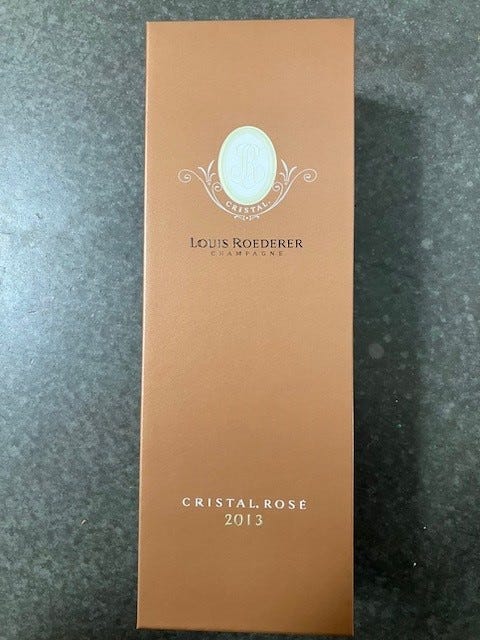 CRISTAL.
LOUIS ROEDERER
CHAMPAGNE
CRISTAL.ROSÉ
2013